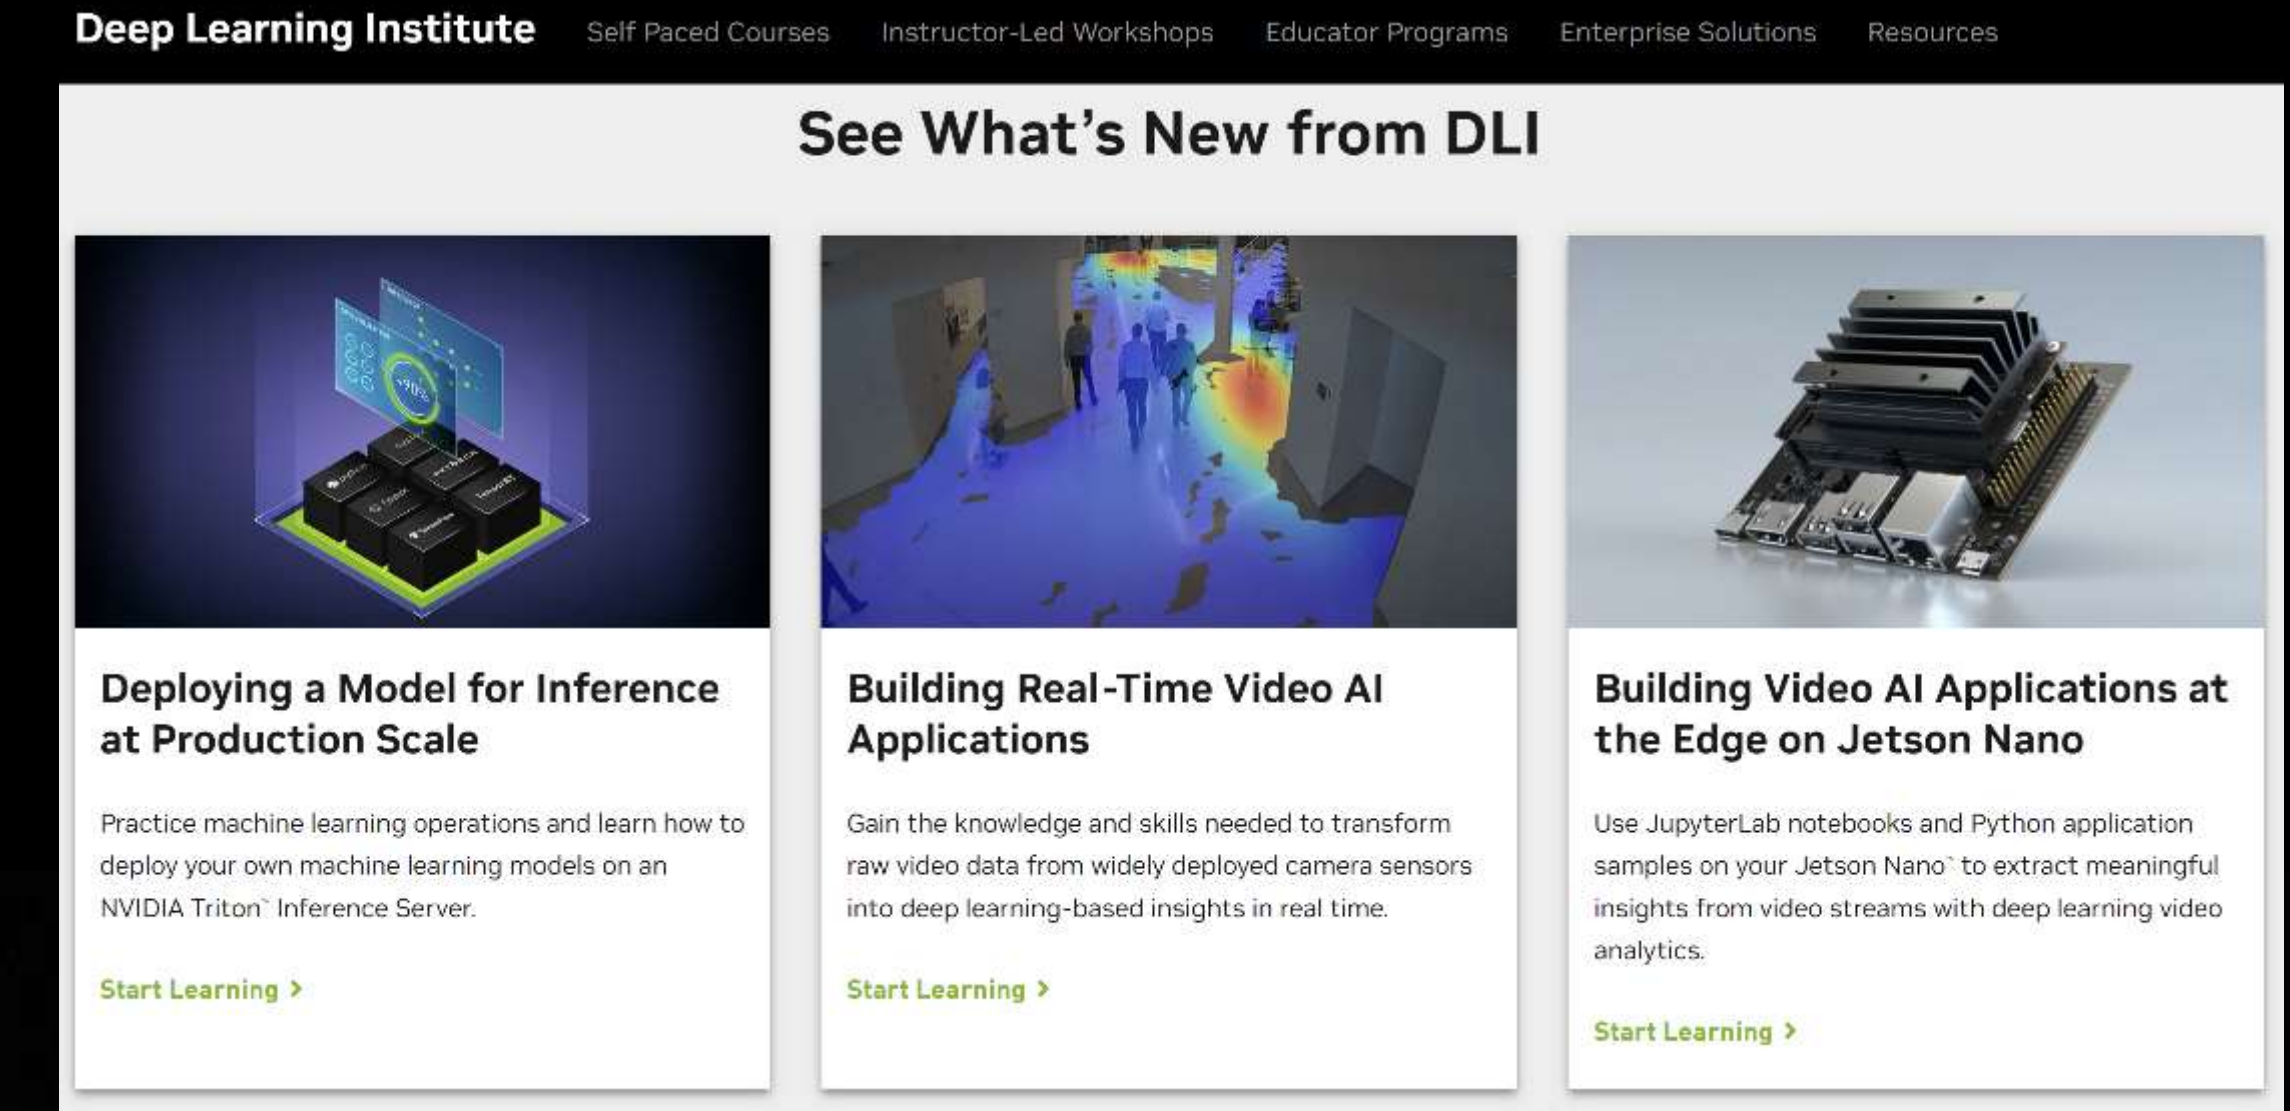 Deep Learning Institute Self Paced Courses Instructor-Led Workshops Educator Programs Enterprise Solutions Resources
See What's New from DLI
+90%
Deploying a Model for Inference
at Production Scale
Practice machine learning operations and learn how to
deploy your own machine learning models on an
NVIDIA Triton™ Inference Server.
Start Learning >
Building Real-Time Video AI
Applications
Gain the knowledge and skills needed to transform
raw video data from widely deployed camera sensors
into deep learning-based insights in real time.
Start Learning >
Building Video AI Applications at
the Edge on Jetson Nano
Use JupyterLab notebooks and Python application
samples on your Jetson Nano™ to extract meaningful
insights from video streams with deep learning video
analytics.
Start Learning >